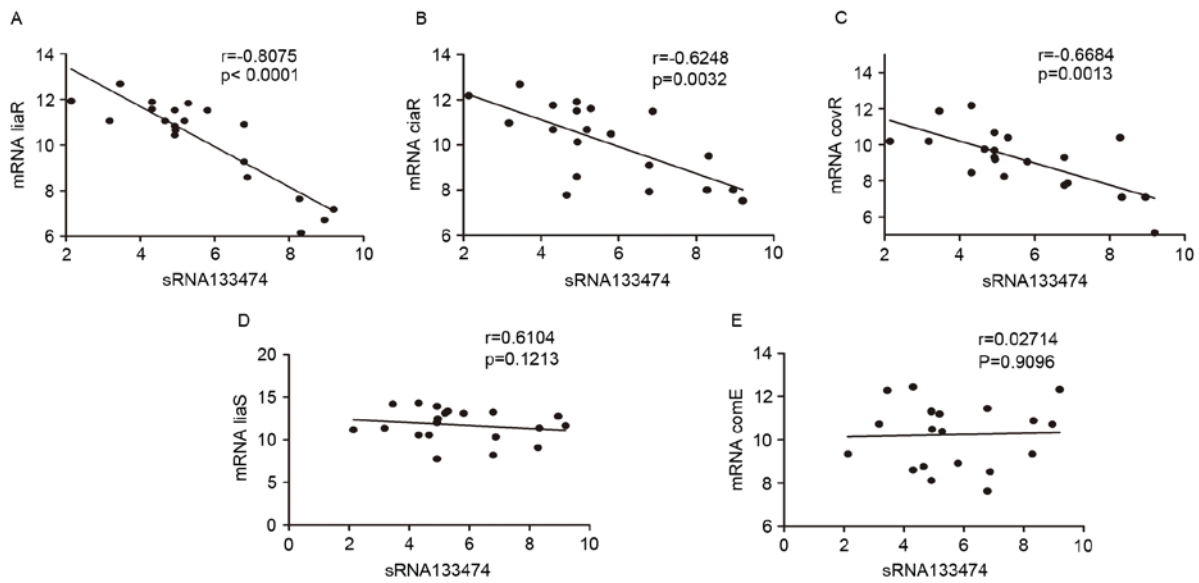 A
r=-0.8075
p< 0.0001
mRNA liaR
14
12
10
8
6
2 4 6 8 10
sRNA133474
B
r=-0.6248
p=0.0032
mRNA ciaR
14
12
10
8
6
2 4 6 8 10
sRNA133474
C
r=-0.6684
p=0.0013
mRNA covR
14
12
10
8
6
2 4 6 8 10
sRNA133474
D
r=0.6104
p=0.1213
mRNA liaS
20
15
10
5
0
0 2 4 6 8 10
sRNA133474
E
r=0.02714
P=0.9096
mRNA comE
14
12
10
8
6
0 2 4 6 8 10
sRNA133474